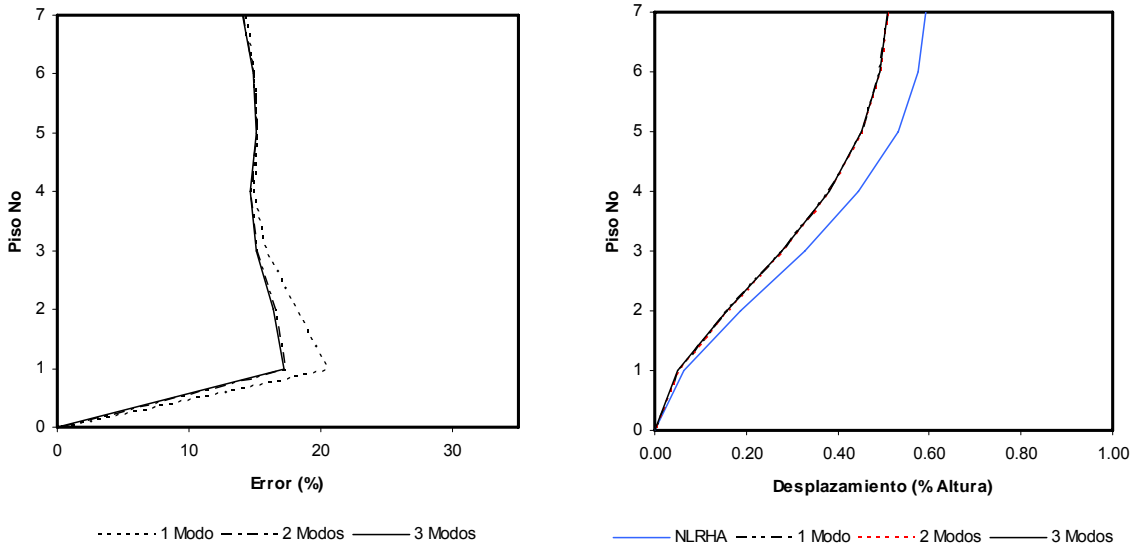 7
6
5
4
3
2
1
0
Piso No
0 10 20 30
Error (%)
1 Modo 2 Modos 3 Modos
7
6
5
4
3
2
1
0
Piso No
0.00 0.20 0.40 0.60 0.80 1.00
Desplazamiento (% Altura)
NLRHA 1 Modo 2 Modos 3 Modos